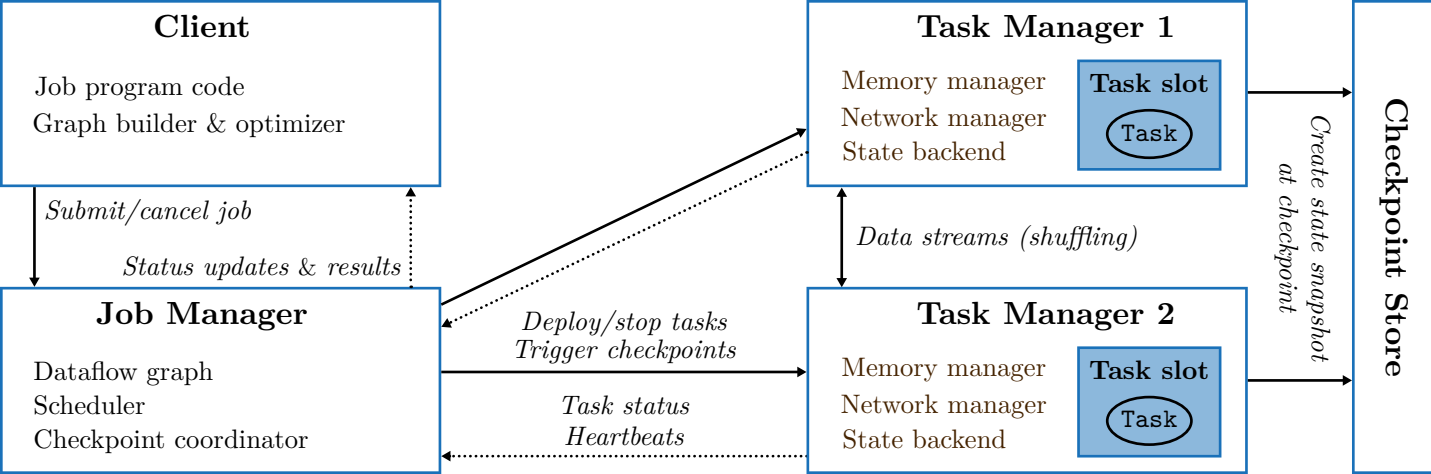 Client
Job program code
Graph builder & optimizer
Submit/cancel job
Status updates & results
Job Manager
Dataflow graph
Scheduler
Checkpoint coordinator
Deploy/stop tasks
Trigger checkpoints
Task status
Heartbeats
Task Manager 1
Memory manager
Network manager
State backend
Task slot
Task
Data streams (shuffling)
Task Manager 2
Memory manager
Network manager
State backend
Task slot
Task
Create state snapshot
at checkpoint
Checkpoint Store